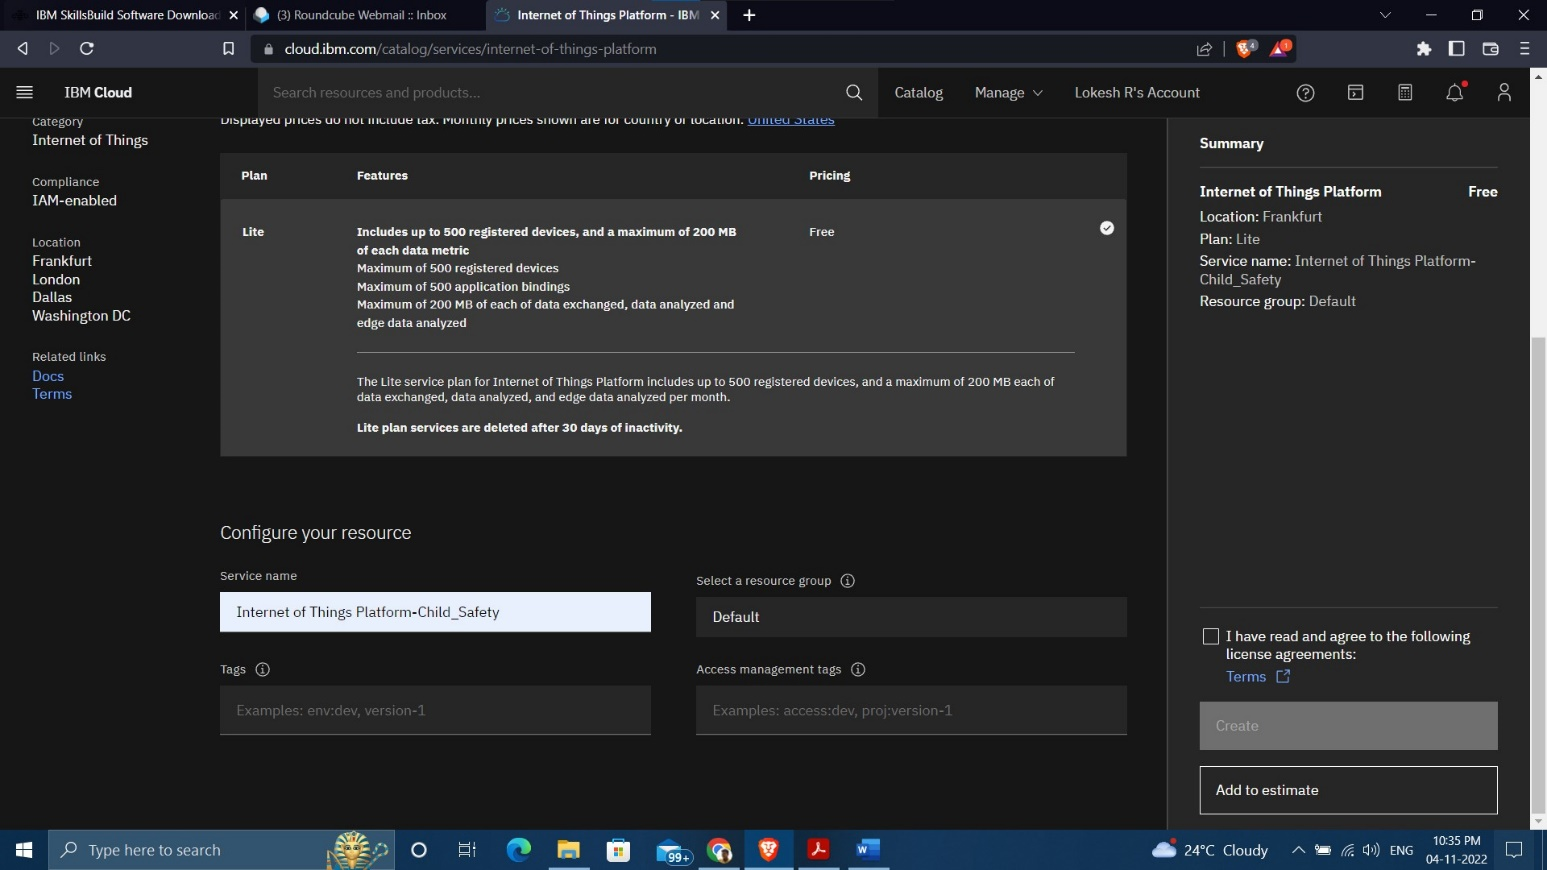 IBM SkillsBuild Software Download
(3) Roundcube Webmail :: Inbox
Internet of Things Platform - IBM
cloud.ibm.com/catalog/services/internet-of-things-platform
4
1
IBM Cloud
Search resources and products...
Catalog
Manage
Lokesh R's Account
Category
Internet of Things
Compliance
IAM-enabled
Location
Frankfurt
London
Dallas
Washington DC
Related links
Docs
Terms
Displayed prices do not include tax. Monthly prices shown are for country or location: United States
Plan
Features
Pricing
Lite
Includes up to 500 registered devices, and a maximum of 200 MB
of each data metric
Maximum of 500 registered devices
Maximum of 500 application bindings
Maximum of 200 MB of each of data exchanged, data analyzed and
edge data analyzed
Free
The Lite service plan for Internet of Things Platform includes up to 500 registered devices, and a maximum of 200 MB each of
data exchanged, data analyzed, and edge data analyzed per month.
Lite plan services are deleted after 30 days of inactivity.
Configure your resource
Service name
Internet of Things Platform-Child_Safety
Select a resource group
Default
Tags
Examples: env:dev, version-1
Access management tags
Examples: access:dev, proj:version-1
Summary
Internet of Things Platform Free
Location: Frankfurt
Plan: Lite
Service name: Internet of Things Platform-
Child_Safety
Resource group: Default
I have read and agree to the following
license agreements:
Terms
Create
Add to estimate
Type here to search
99+
24°C Cloudy
ENG
10:35 PM
04-11-2022